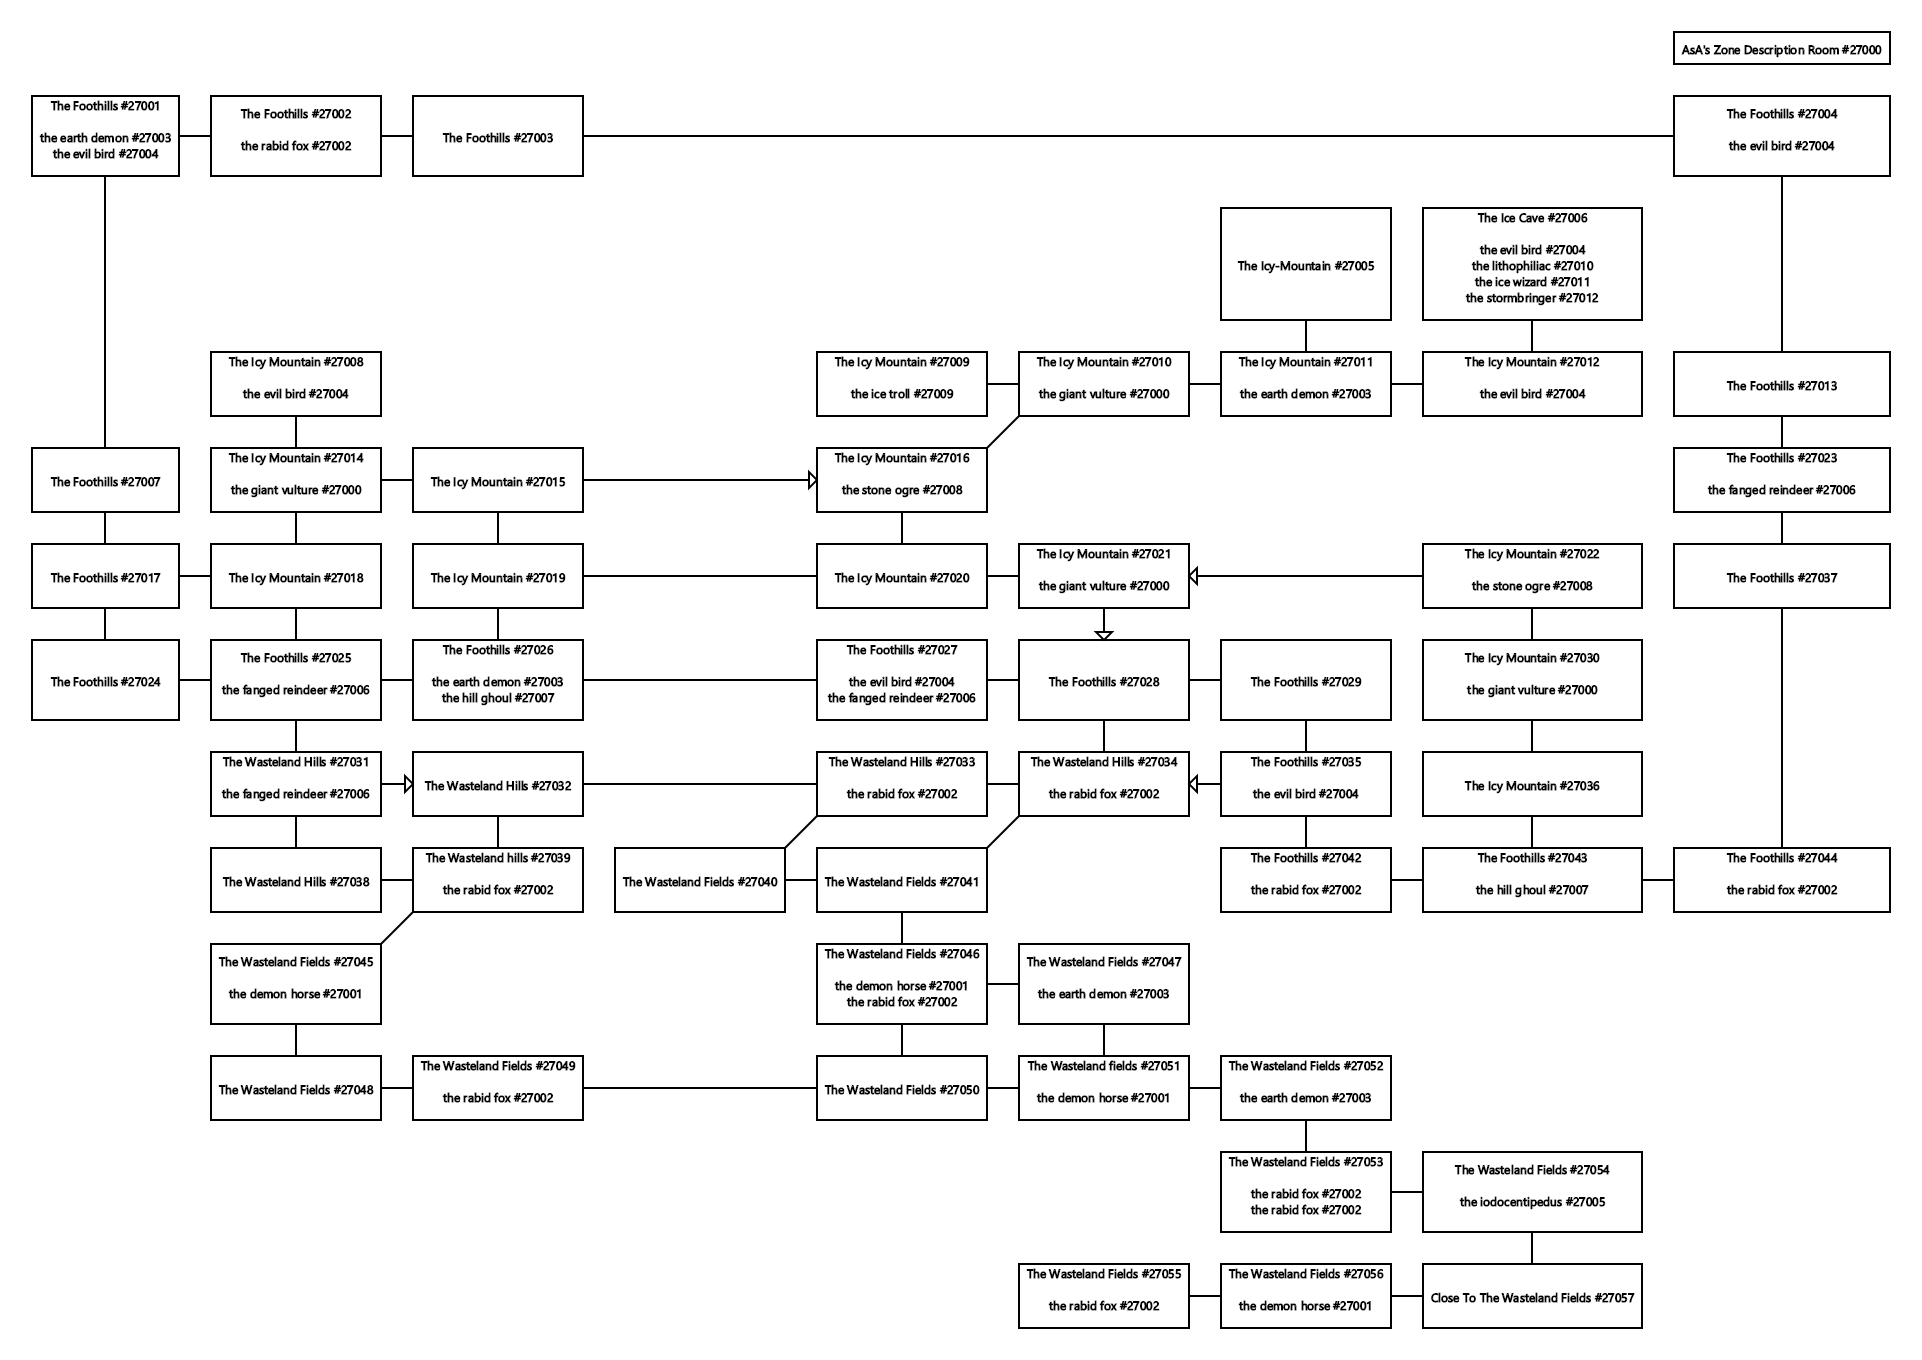 AsA's Zone Description Room #27000
The Foothills #27001
the earth demon #27003
the evil bird #27004
The Foothills #27002
the rabid fox #27002
The Foothills #27003
The Foothills #27004
the evil bird #27004
The Icy-Mountain #27005
The Ice Cave #27006
the evil bird #27004
the lithophiliac #27010
the ice wizard #27011
the stormbringer #27012
The Icy Mountain #27008
the evil bird #27004
The Icy Mountain #27009
the ice troll #27009
The Icy Mountain #27010
the giant vulture #27000
The Icy Mountain #27011
the earth demon #27003
The Icy Mountain #27012
the evil bird #27004
The Foothills #27013
The Foothills #27007
The Icy Mountain #27014
the giant vulture #27000
The Icy Mountain #27015
The Icy Mountain #27016
the stone ogre #27008
The Foothills #27023
the fanged reindeer #27006
The Foothills #27017
The Icy Mountain #27018
The Icy Mountain #27019
The Icy Mountain #27020
The Icy Mountain #27021
the giant vulture #27000
The Icy Mountain #27022
the stone ogre #27008
The Foothills #27037
The Foothills #27024
The Foothills #27025
the fanged reindeer #27006
The Foothills #27026
the earth demon #27003
the hill ghoul #27007
The Foothills #27027
the evil bird #27004
the fanged reindeer #27006
The Foothills #27028
The Foothills #27029
The Icy Mountain #27030
the giant vulture #27000
The Wasteland Hills #27031
the fanged reindeer #27006
The Wasteland Hills #27032
The Wasteland Hills #27033
the rabid fox #27002
The Wasteland Hills #27034
the rabid fox #27002
The Foothills #27035
the evil bird #27004
The Icy Mountain #27036
The Wasteland Hills #27038
The Wasteland hills #27039
the rabid fox #27002
The Wasteland Fields #27040
The Wasteland Fields #27041
The Foothills #27042
the rabid fox #27002
The Foothills #27043
the hill ghoul #27007
The Foothills #27044
the rabid fox #27002
The Wasteland Fields #27045
the demon horse #27001
The Wasteland Fields #27046
the demon horse #27001
the rabid fox #27002
The Wasteland Fields #27047
the earth demon #27003
The Wasteland Fields #27048
The Wasteland Fields #27049
the rabid fox #27002
The Wasteland Fields #27050
The Wasteland fields #27051
the demon horse #27001
The Wasteland Fields #27052
the earth demon #27003
The Wasteland Fields #27053
the rabid fox #27002
the rabid fox #27002
The Wasteland Fields #27054
the iodocentipedus #27005
The Wasteland Fields #27055
the rabid fox #27002
The Wasteland Fields #27056
the demon horse #27001
Close To The Wasteland Fields #27057